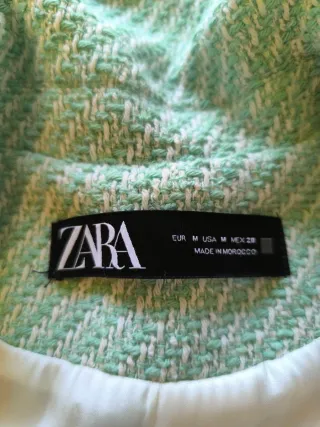 ZARA
EUR M USA M MEX 28
MADE IN MOROCCO